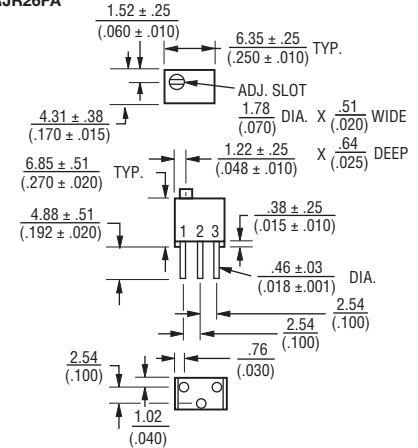 1.52 ± .25
(.060 ± .010)
6.35 ± .25
(.250 ± .010)
TYP.
ADJ. SLOT
1.78
(.070)
DIA. X .51
(.020)
WIDE
X .64
(.025)
DEEP
4.31 ± .38
(.170 ± .015)
1.22 ± .25
(.048 ± .010)
6.85 ± .51
(.270 ± .020)
TYP.
4.88 ± .51
(.192 ± .020)
.38 ± .25
(.015 ± .010)
1 2 3
.46 ±.03
(.018 ±.001)
DIA.
2.54
(.100)
2.54
(.100)
2.54
(.100)
.76
(.030)
1.02
(.040)